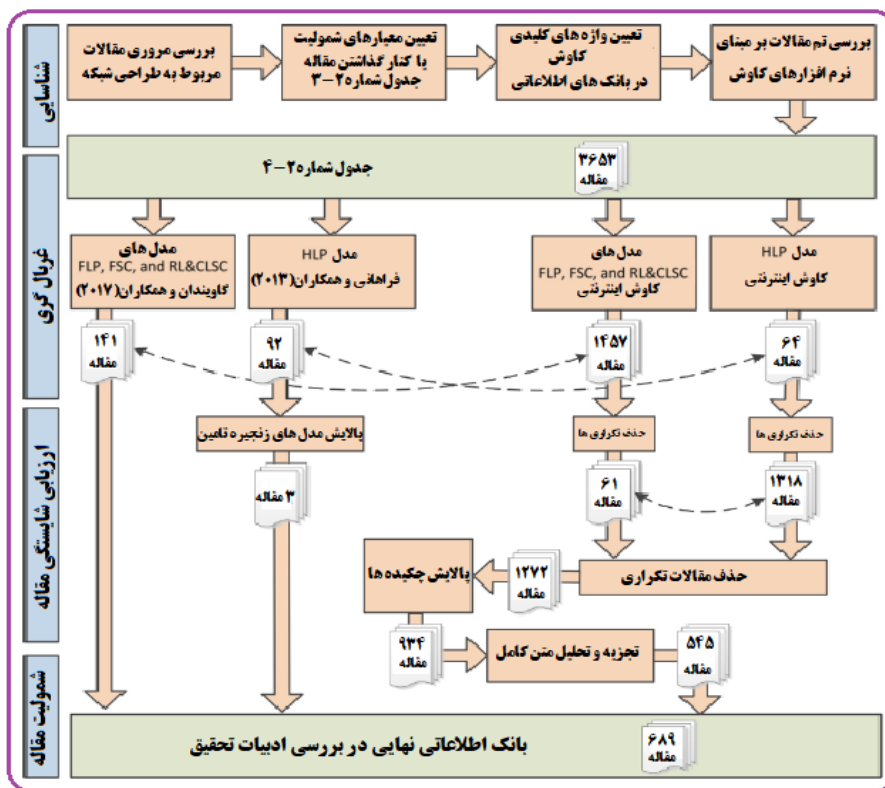 شناسایی
بررسی مروری مقالات
مربوط به طراحی شبکه
تعیین معیارهای شمولیت
یا کنار گذاشتن مقاله
جدول شماره ۲-۳
تعیین واژه های کلیدی
کاوش
در بانک های اطلاعاتی
بررسی تم مقالات بر مبنای
نرم افزارهای کاوش
غربال گری
جدول شماره ۲-۴
۳۶۵۳
مقاله
مدل های
FLP, FSC, and RL&CLSC
گاویندان و همکاران(۲۰۱۷)
مدل HLP
فراهانی و همکاران(۲۰۱۳)
مدل های
FLP, FSC, and RL&CLSC
کاوش اینترنتی
مدل HLP
کاوش اینترنتی
۱۴۱
مقاله
۹۲
مقاله
۱۴۵۷
مقاله
۶۴
مقاله
ارزیابی شایستگی مقاله
پالایش مدل های زنجیره تامین
حذف تکراری ها
حذف تکراری ها
۳ مقاله
۶۱
مقاله
۱۳۱۸
مقاله
حذف مقالات تکراری
۱۲۷۲
مقاله
پالایش چکیده ها
۹۳۴
مقاله
تجزیه و تحلیل متن کامل
۵۴۵
مقاله
شمولیت مقاله
بانک اطلاعاتی نهایی در بررسی ادبیات تحقیق
۶۸۹
مقاله